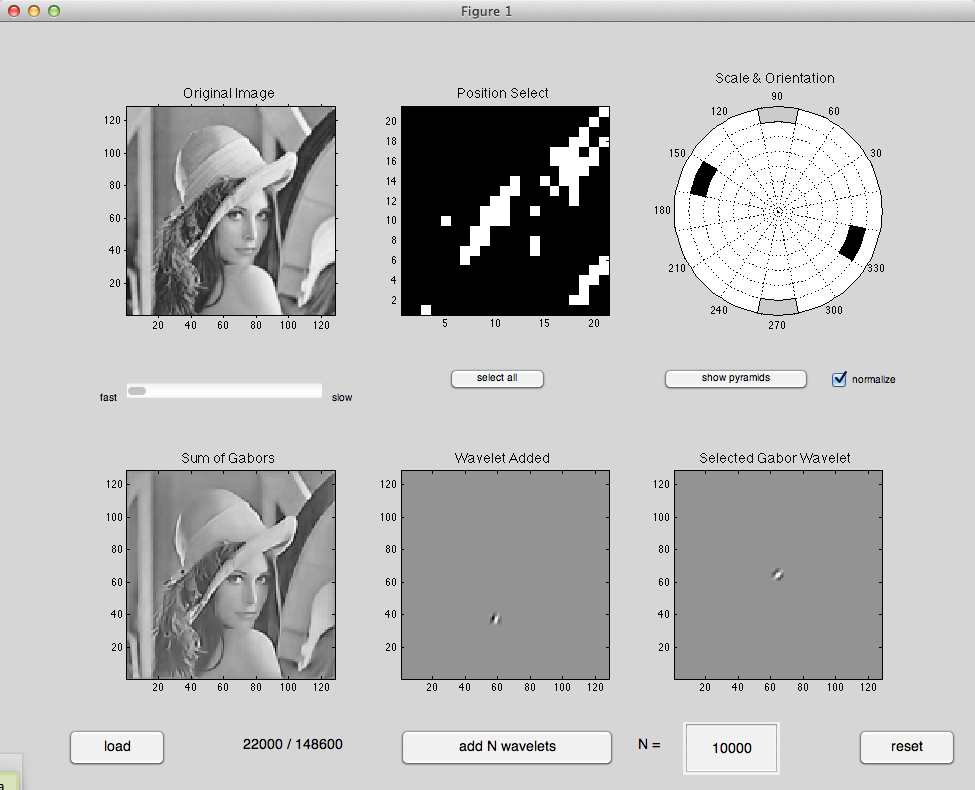 Figure 1
Original Image
Position Select
Scale & Orientation
120
100
80
60
40
20
20 40 60 80 100 120
20
18
16
14
12
10
8
6
4
2
5 10 15 20
90
60
30
330
300
270
240
210
180
150
120
fast
slow
select all
show pyramids
normalize
Sum of Gabors
Wavelet Added
Selected Gabor Wavelet
120
100
80
60
40
20
20 40 60 80 100 120
120
100
80
60
40
20
20 40 60 80 100 120
120
100
80
60
40
20
20 40 60 80 100 120
load
22000 / 148600
add N wavelets
N =
10000
reset
a